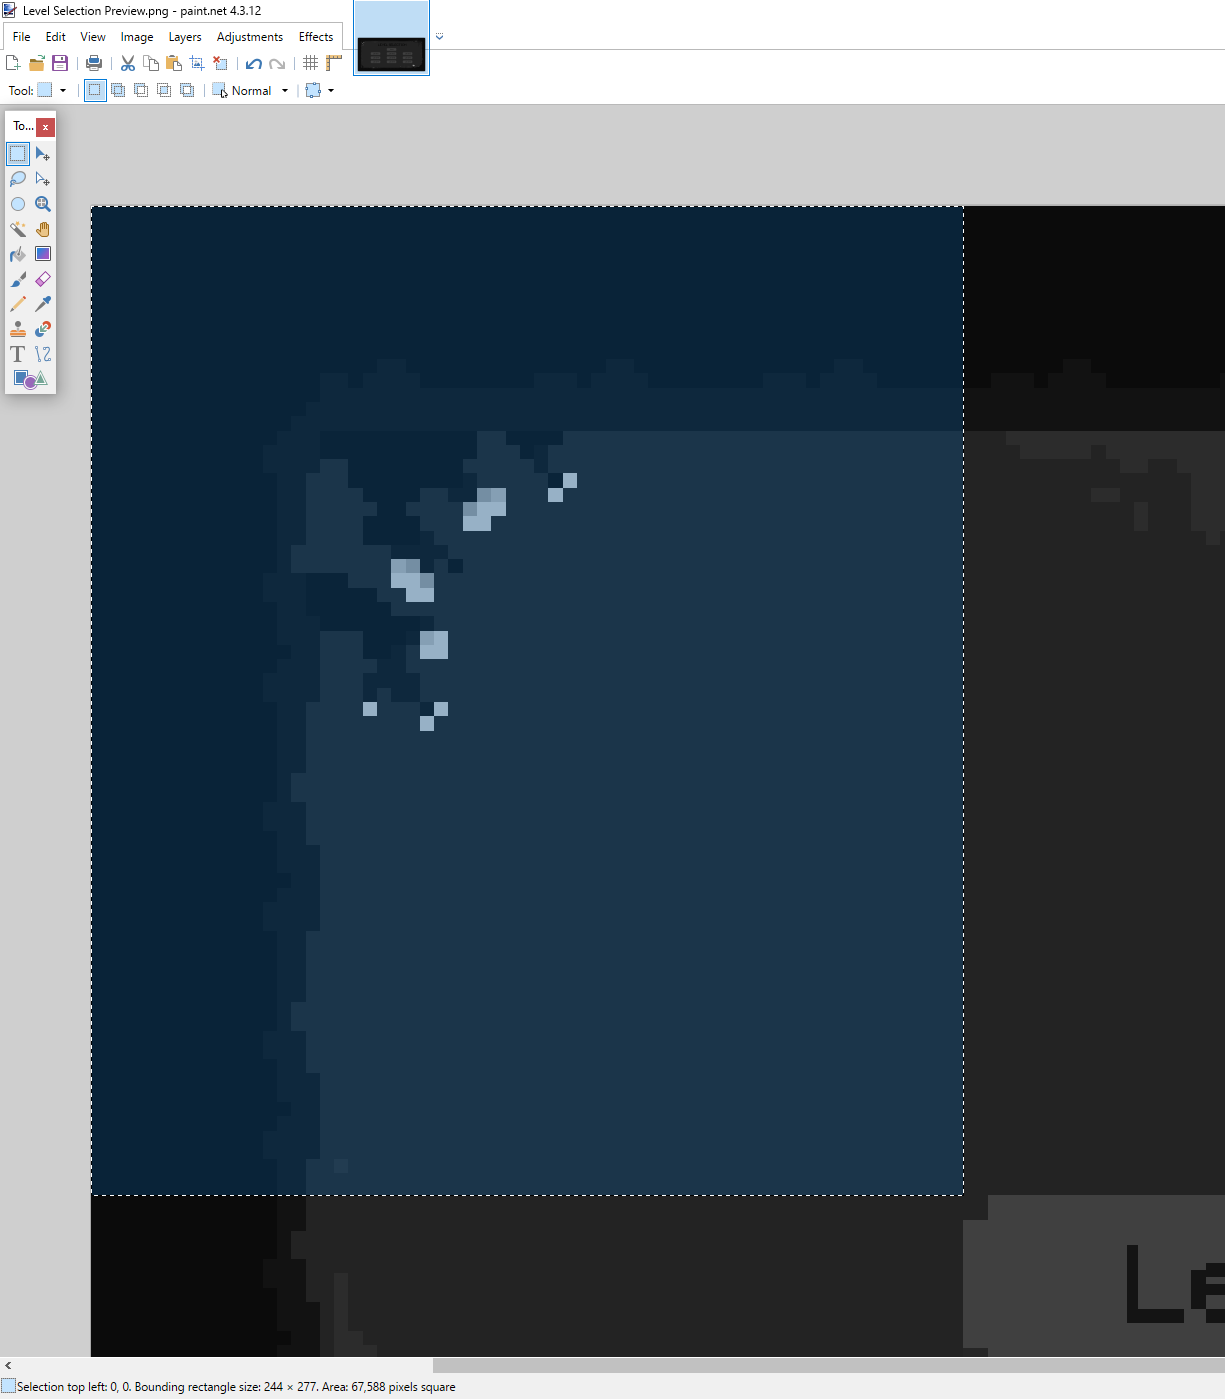 Level Selection Preview.png - paint.net 4.3.12
File Edit View Image Layers Adjustments Effects
Tool: Normal
To... x
Le
Selection top left: 0, 0. Bounding rectangle size: 244 × 277. Area: 67,588 pixels square